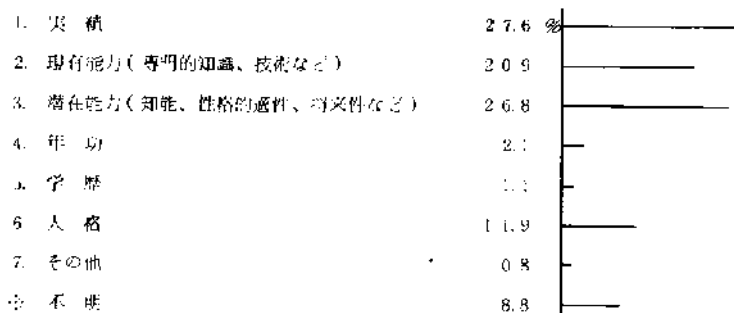 1. 実績 27.6 %
2. 現有能力(専門的知識、技術など) 20.9
3. 潜在能力(知能、性格的適性、将来性など) 26.8
4. 年功 2.1
5. 学歴
6 人格 11.9
7. その他 0.8
不明 8.8